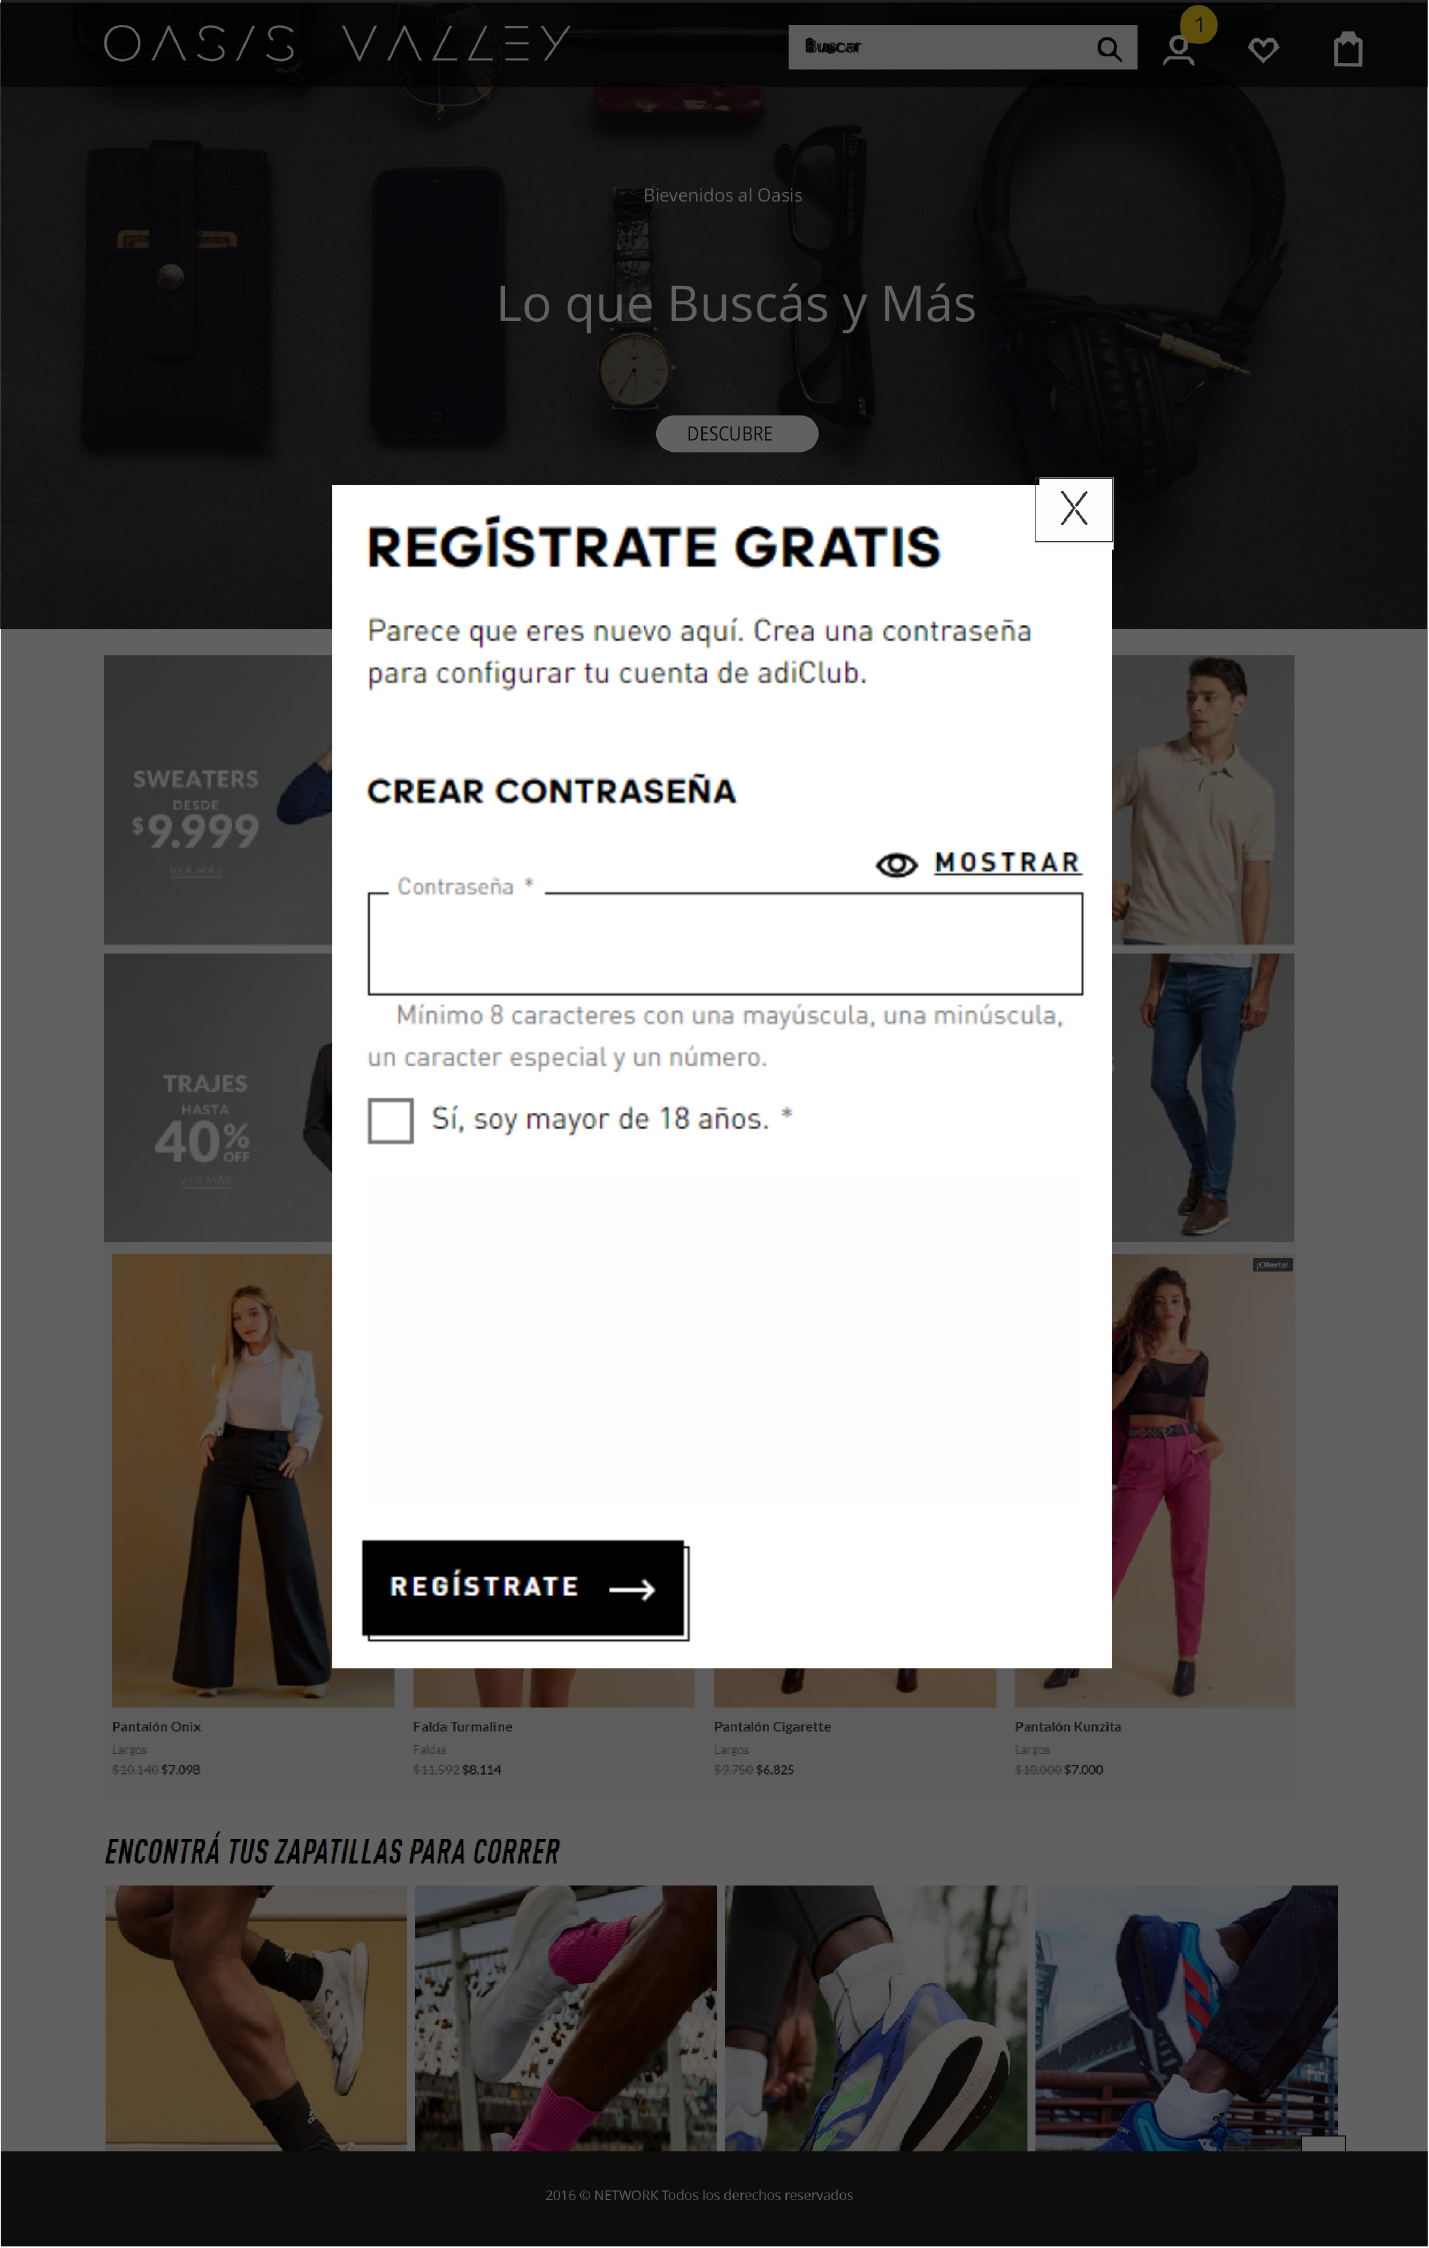 OASIS VALLEY
Buscar
1
Bievenidos al Oasis
Lo que Buscás y Más
DESCUBRE
X
REGÍSTRATE GRATIS
Parece que eres nuevo aquí. Crea una contraseña
para configurar tu cuenta de adiClub.
CREAR CONTRASEÑA
MOSTRAR
Contraseña *
Mínimo 8 caracteres con una mayúscula, una minúscula,
un caracter especial y un número.
Sí, soy mayor de 18 años. *
REGÍSTRATE
SWEATERS
DESDE
$9.999
VER MÁS
TRAJES
HASTA
40% OFF
VER MÁS
¡Oferta!
Pantalón Onix
Largos
$10.140 $7.098
Falda Turmaline
Faldas
$11.592 $8.114
Pantalón Cigarette
Largos
$9.750 $6.825
Pantalón Kunzita
Largos
$10.000 $7.000
ENCONTRÁ TUS ZAPATILLAS PARA CORRER
2016 © NETWORK Todos los derechos reservados